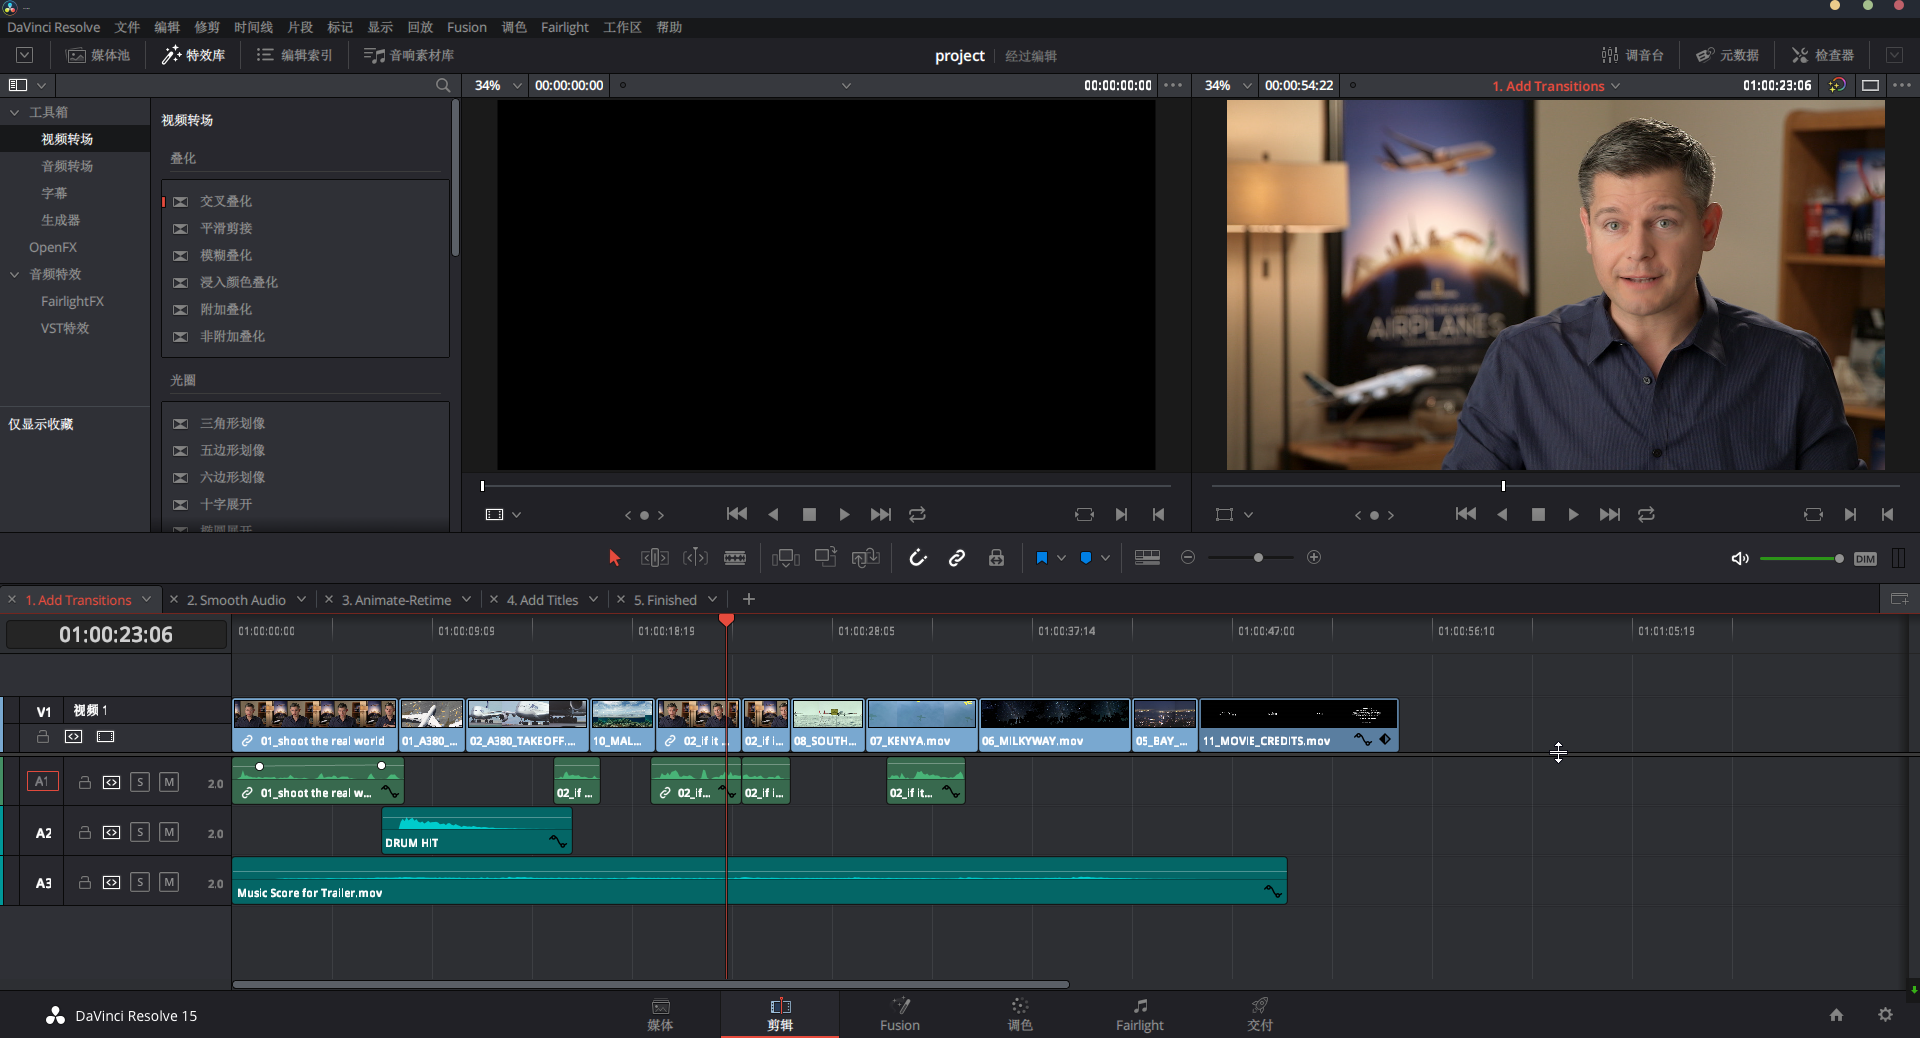 DaVinci Resolve 文件 编辑 修剪 时间线 片段 标记 显示 回放 Fusion 调色 Fairlight 工作区 帮助
媒体池 特效库 编辑索引 音响素材库 project 经过编辑 调音台 元数据 检查器
34% 00:00:00:00 00:00:00:00 34% 00:00:54:22 1. Add Transitions 01:00:23:06
工具箱
视频转场
音频转场
字幕
生成器
OpenFX
音频特效
FairlightFX
VST特效
仅显示收藏
视频转场
叠化
交叉叠化
平滑剪接
模糊叠化
浸入颜色叠化
附加叠化
非附加叠化
光圈
三角形划像
五边形划像
六边形划像
十字展开
椭圆展开
AIRPLANES
DIM
1. Add Transitions 2. Smooth Audio 3. Animate-Retime 4. Add Titles 5. Finished
01:00:23:06 01:00:00:00 01:00:09:09 01:00:18:19 01:00:28:05 01:00:37:14 01:00:47:00 01:00:56:10 01:01:05:19
V1 视频 1
01_shoot the real world 01_A380_... 02_A380_TAKEOFF.... 10_MAL... 02_if it ... 02_if i... 08_SOUTH... 07_KENYA.mov 06_MILKYWAY.mov 05_BAY_... 11_MOVIE_CREDITS.mov
A1 S M 2.0 01_shoot the real w... 02_if ... 02_if... 02_if i... 02_if it...
A2 S M 2.0 DRUM HIT
A3 S M 2.0 Music Score for Trailer.mov
DaVinci Resolve 15 媒体 剪辑 Fusion 调色 Fairlight 交付